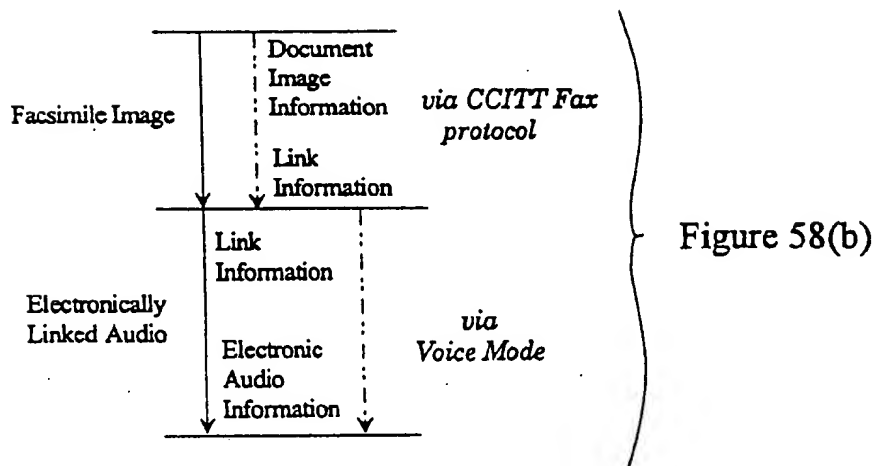 Document
Image
Information
Facsimile Image
via CCITT Fax
protocol
Link
Information
Link
Information
Figure 58(b)
Electronically
Linked Audio
via
Voice Mode
Electronic
Audio
Information